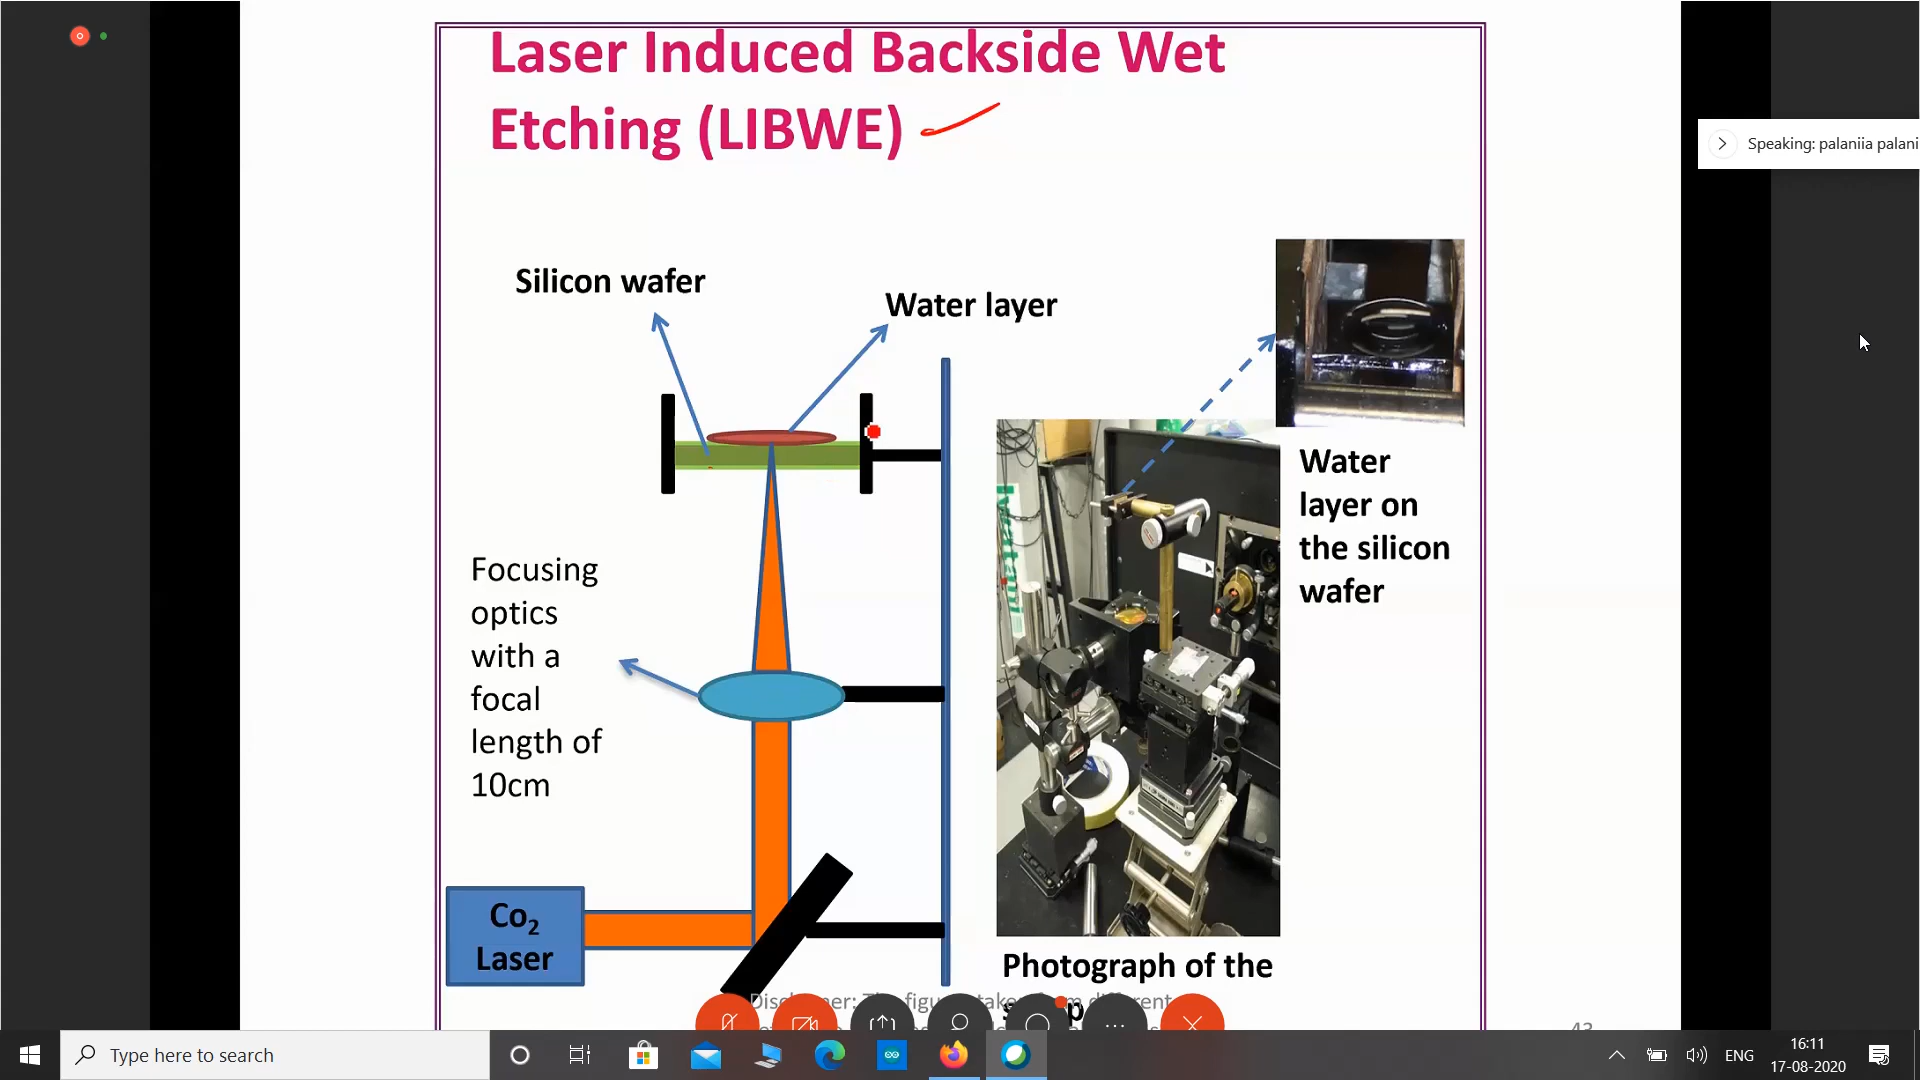 Laser Induced Backside Wet
Etching (LIBWE)
Speaking: palaniia palani
Silicon wafer
Water layer
Water
layer on
the silicon
wafer
Focusing
optics
with a
focal
length of
10cm
Co₂
Laser
Photograph of the
Type here to search
ENG
16:11
17-08-2020